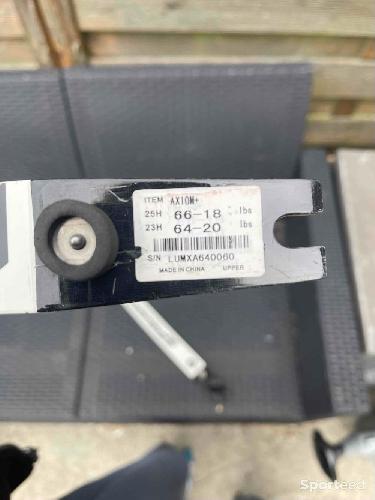 ITEM AXIOM+
25H 66-18 lbs
23H 64-20 lbs
S/N LUMXA640060
MADE IN CHINA UPPER
Sporteed